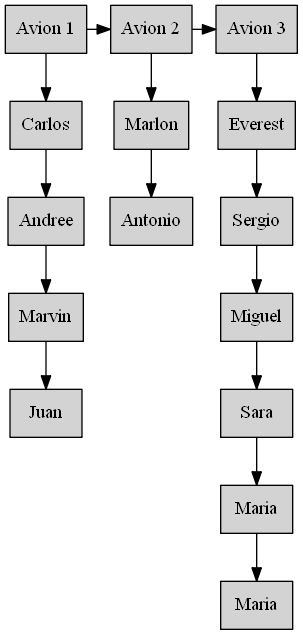 Avion 1
Avion 2
Avion 3
Carlos
Marlon
Everest
Andree
Antonio
Sergio
Marvin
Miguel
Juan
Sara
Maria
Maria